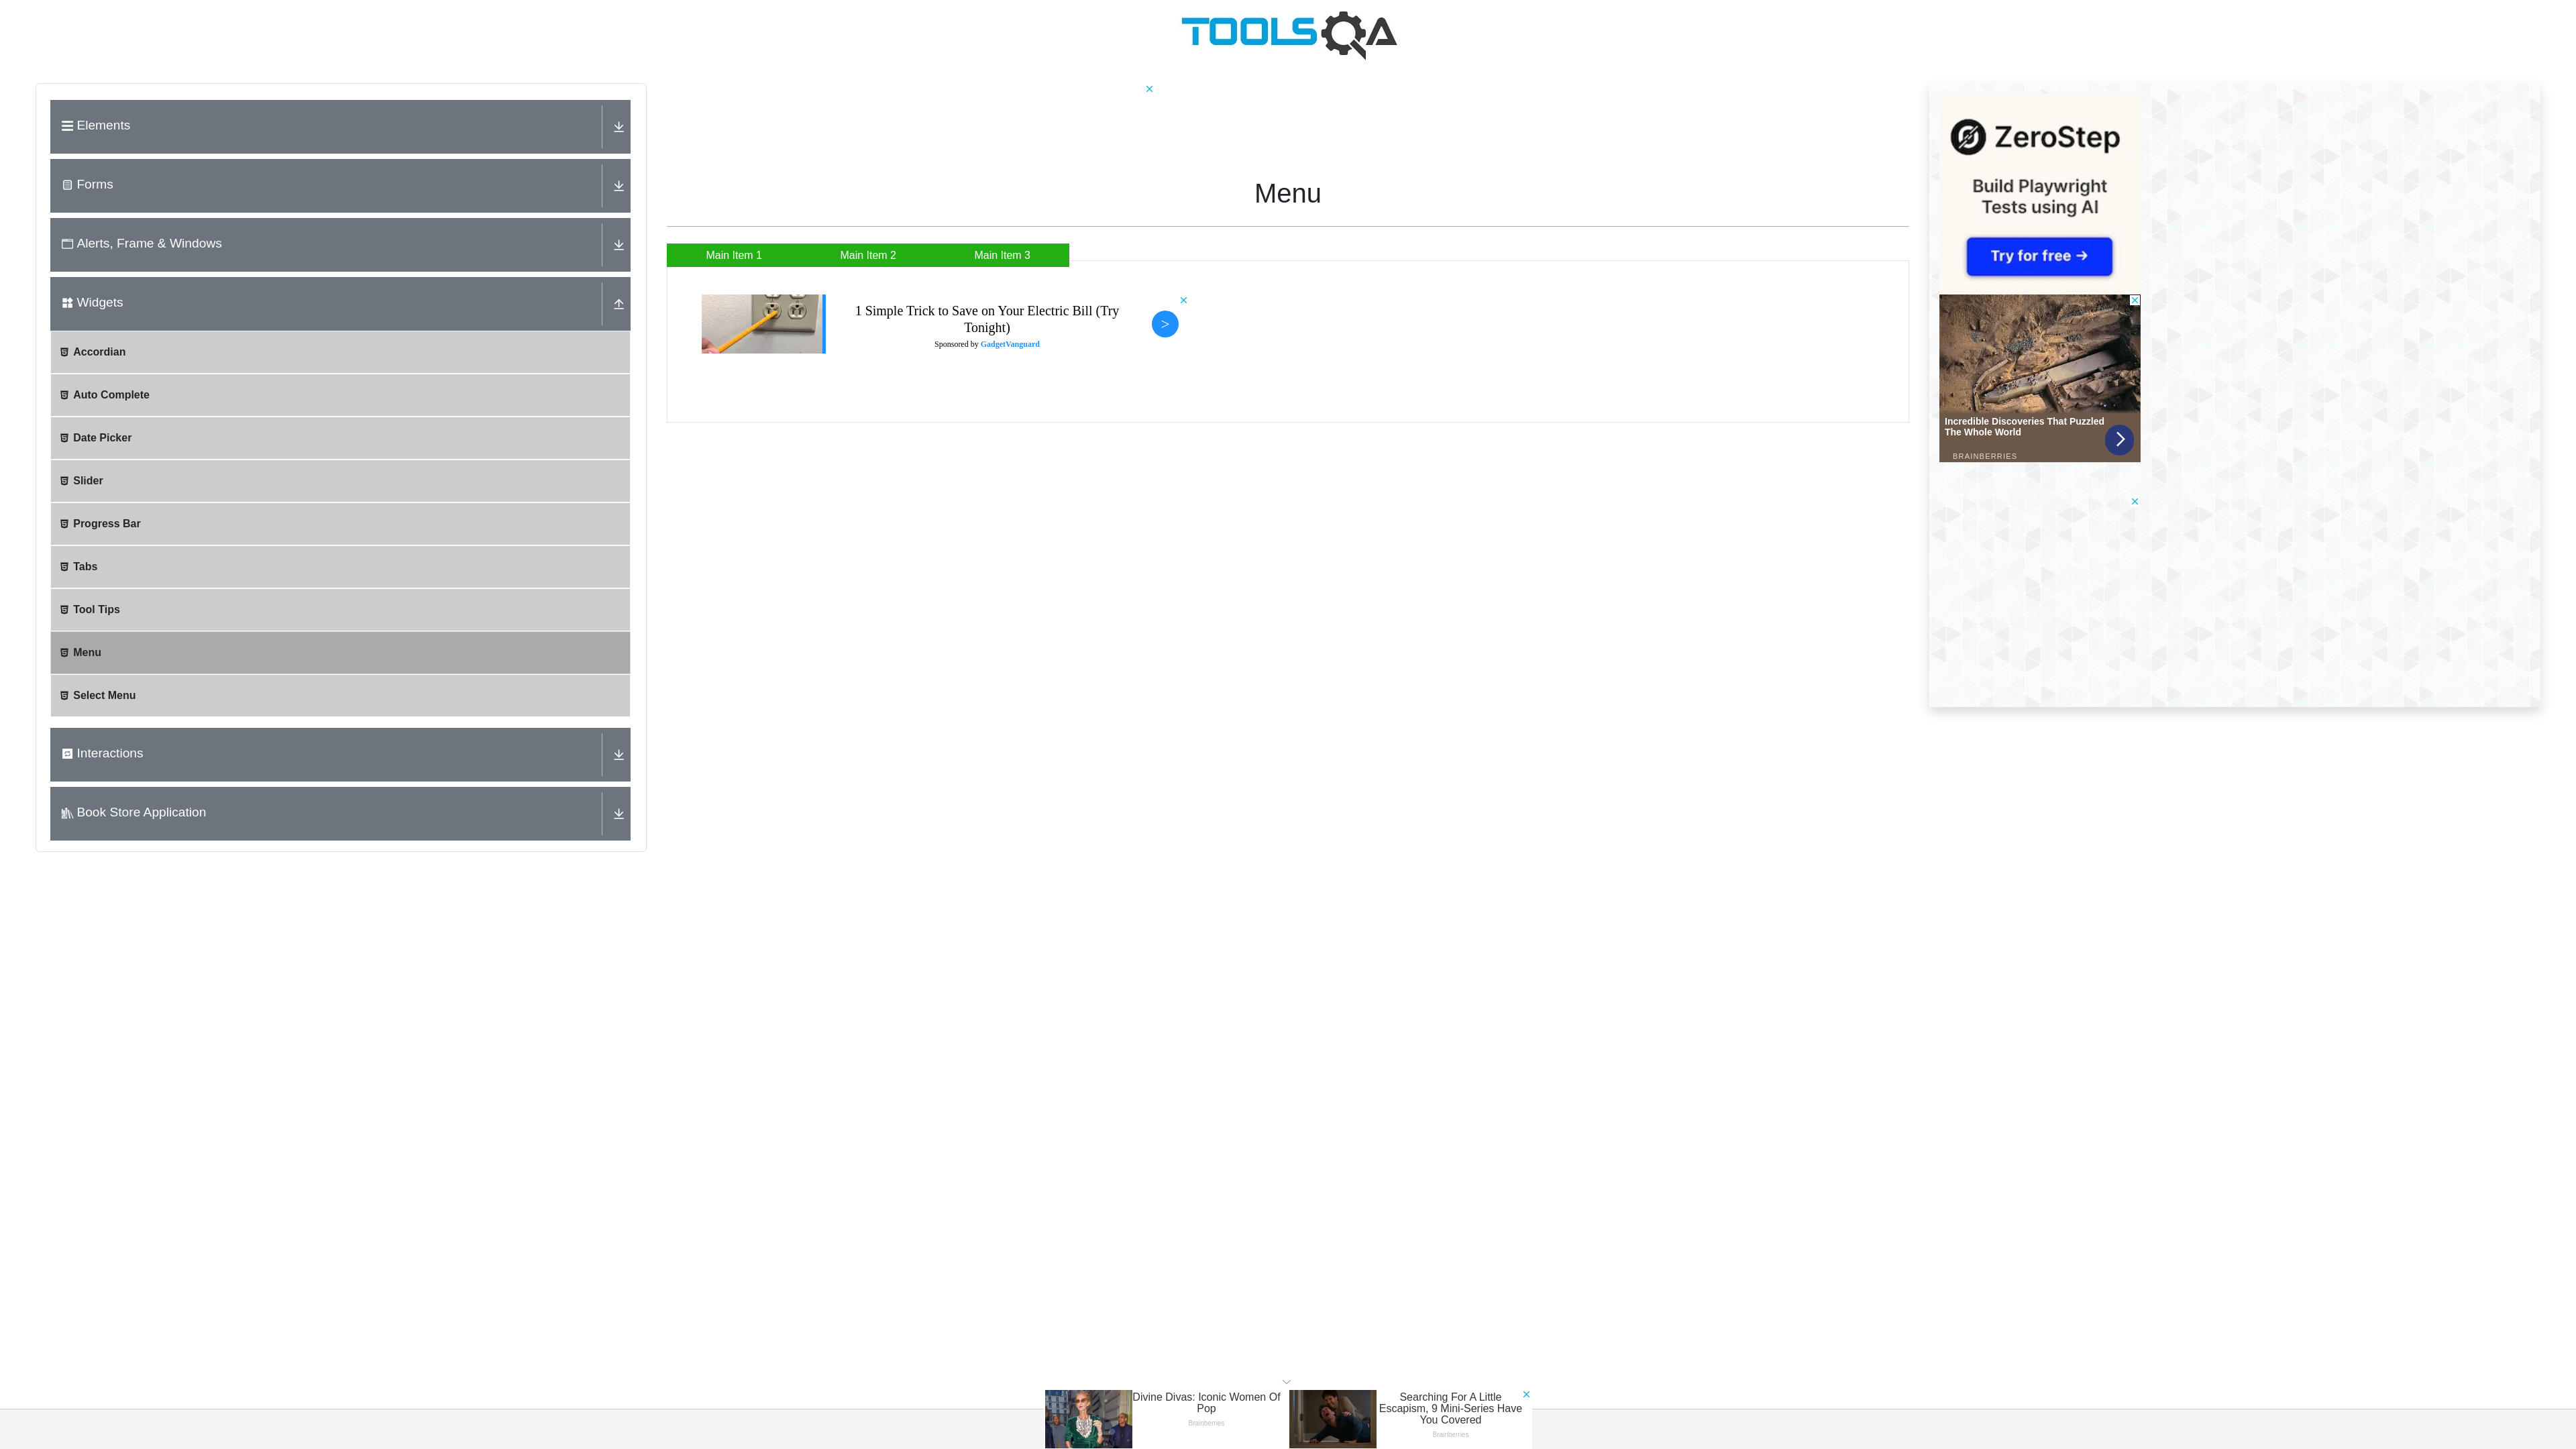 TOOLSQA
Elements
Forms
Alerts, Frame & Windows
Widgets
Accordian
Auto Complete
Date Picker
Slider
Progress Bar
Tabs
Tool Tips
Menu
Select Menu
Interactions
Book Store Application
Menu
Main Item 1
Main Item 2
Main Item 3
1 Simple Trick to Save on Your Electric Bill (Try
Tonight)
Sponsored by GadgetVanguard
>
ZeroStep
Build Playwright
Tests using AI
Try for free →
Incredible Discoveries That Puzzled
The Whole World
BRAINBERRIES
Divine Divas: Iconic Women Of
Pop
Brainberries
Searching For A Little
Escapism, 9 Mini-Series Have
You Covered
Brainberries